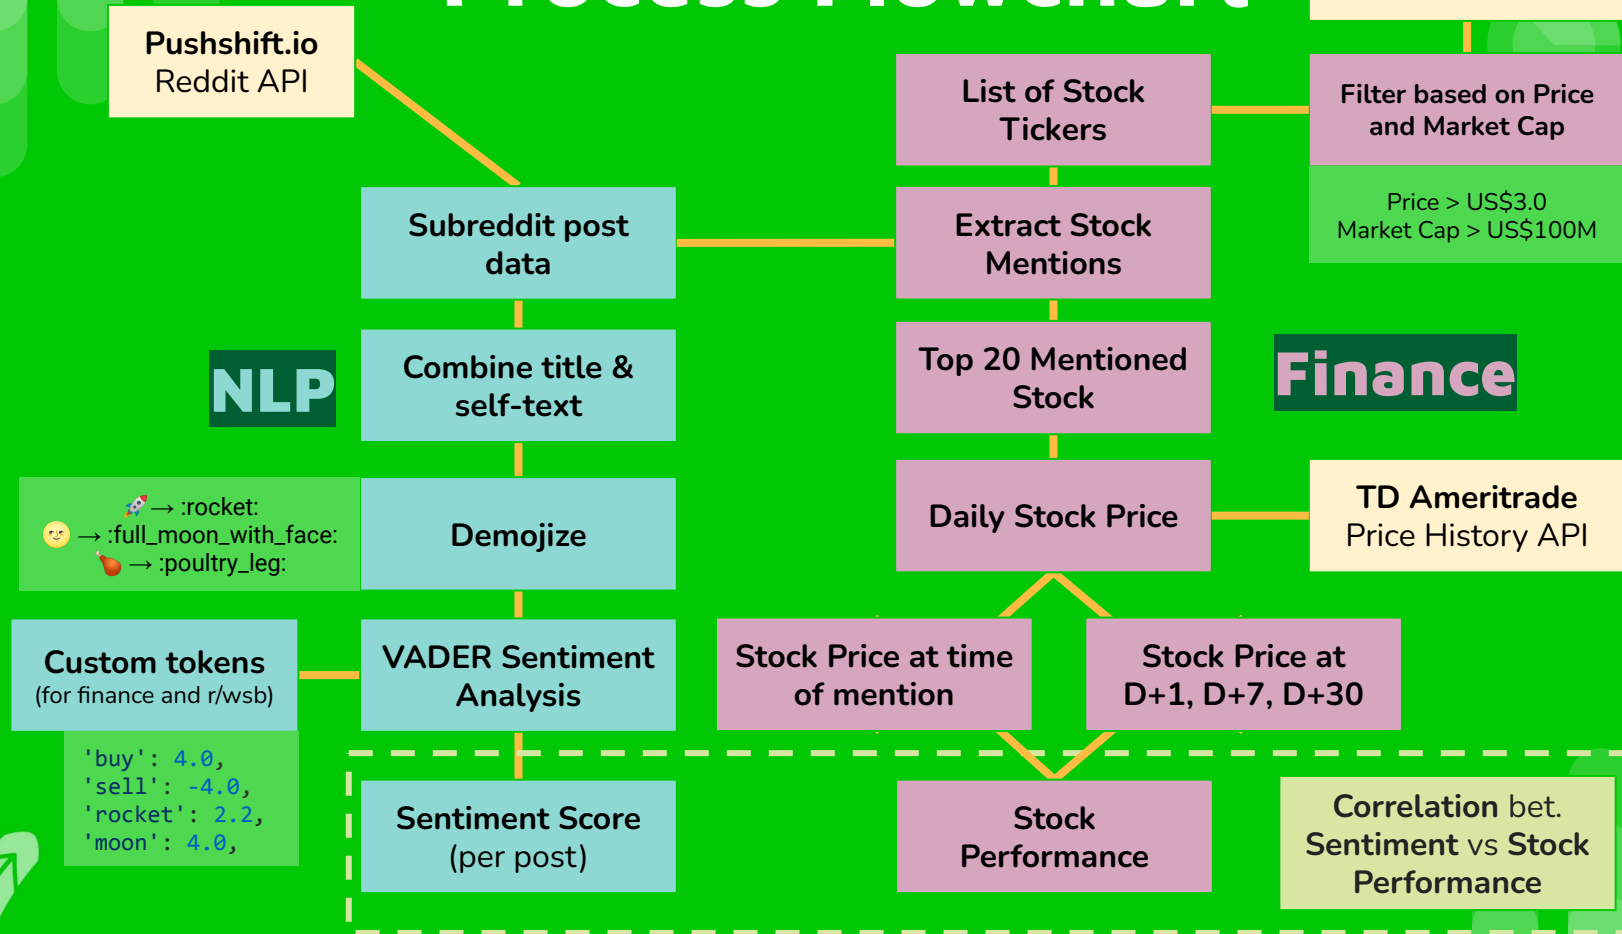 Process Flowchart
Pushshift.io
Reddit API
List of Stock
Tickers
Filter based on Price
and Market Cap
Price > US$3.0
Market Cap > US$100M
Subreddit post
data
Extract Stock
Mentions
NLP
Combine title &
self-text
Top 20 Mentioned
Stock
Finance
🚀→ :rocket:
🌝 → :full_moon_with_face:
🍗 → :poultry_leg:
Demojize
Daily Stock Price
TD Ameritrade
Price History API
Custom tokens
(for finance and r/wsb)
VADER Sentiment
Analysis
Stock Price at time
of mention
Stock Price at
D+1, D+7, D+30
'buy': 4.0,
'sell': -4.0,
'rocket': 2.2,
'moon': 4.0,
Sentiment Score
(per post)
Stock
Performance
Correlation bet.
Sentiment vs Stock
Performance